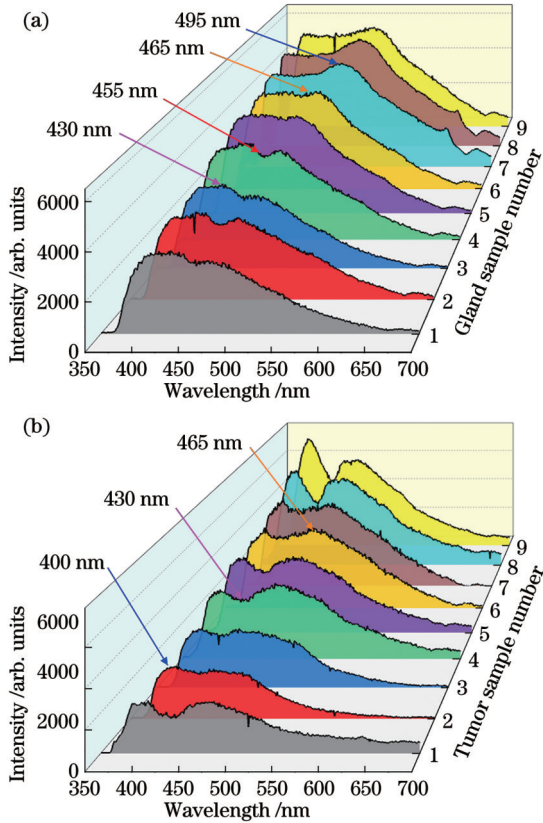 (a)
495 nm
465 nm
455 nm
430 nm
6000
4000
2000
0
Intensity /arb. units
350 400 450 500 550 600 650 700
Wavelength /nm
1
2
3
4
5
6
7
8
9
Gland sample number
(b)
465 nm
430 nm
400 nm
6000
4000
2000
0
Intensity /arb. units
350 400 450 500 550 600 650 700
Wavelength /nm
1
2
3
4
5
6
7
8
9
Tumor sample number